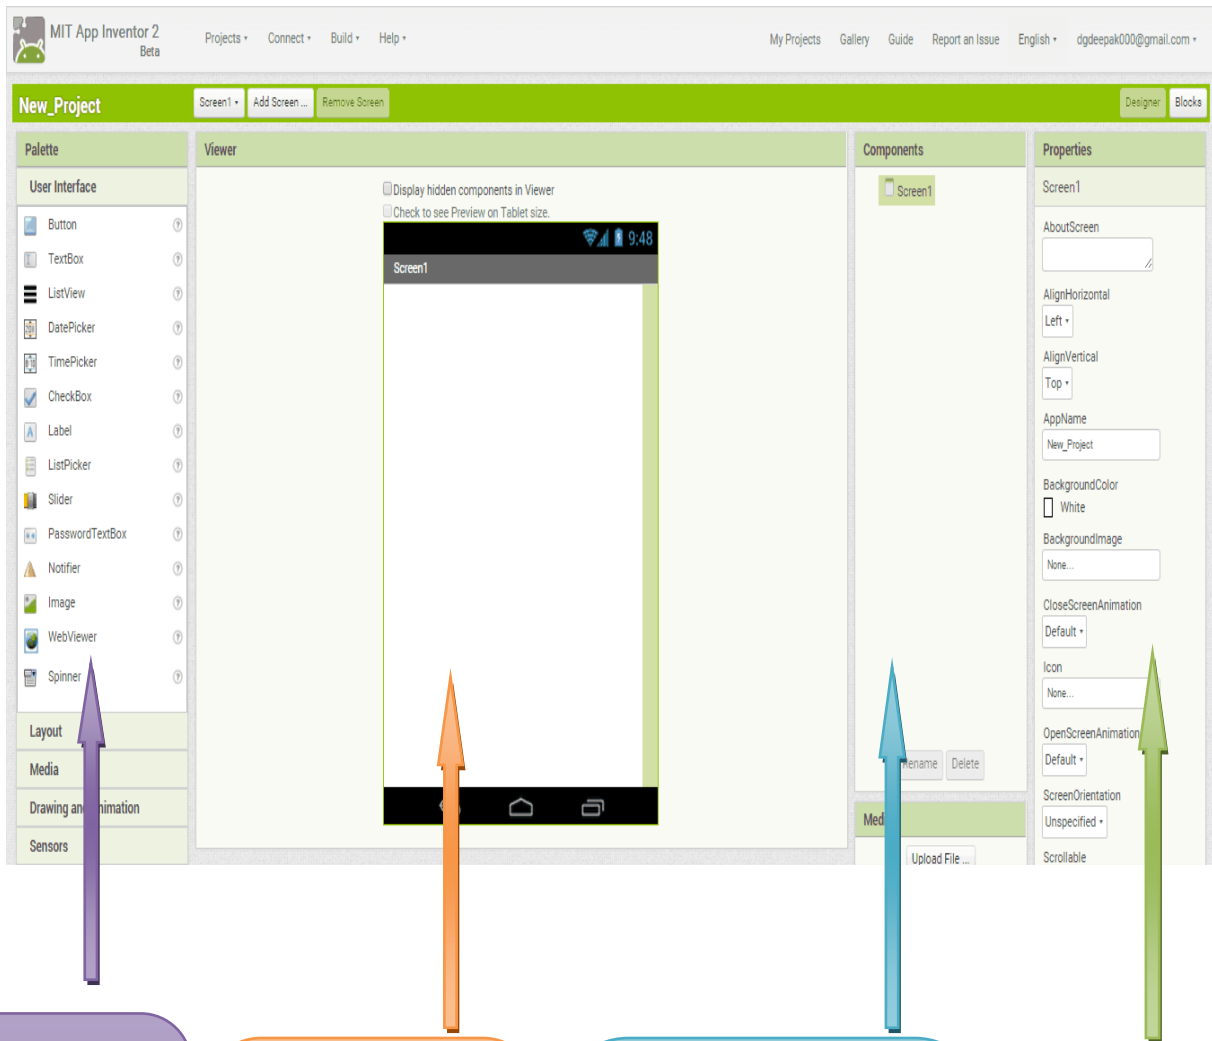 MIT App Inventor 2
Beta
Projects Connect Build Help
My Projects Gallery Guide Report an Issue English dgdeepak000@gmail.com
New_Project
Screen1 Add Screen ... Remove Screen
Designer Blocks
Palette
User Interface
Button
TextBox
ListView
DatePicker
TimePicker
CheckBox
Label
ListPicker
Slider
PasswordTextBox
Notifier
Image
WebViewer
Spinner
Layout
Media
Drawing and
Sensors
Viewer
Display hidden components in Viewer
Check to see Preview on Tablet size.
9:48
Screen1
Components
Screen1
Delete
Upload File ...
Properties
Screen1
AboutScreen
AlignHorizontal
Left
AlignVertical
Top
AppName
New_Project
BackgroundColor
White
BackgroundImage
None...
CloseScreenAnimation
Default
Icon
None...
OpenScreenAnimation
Default
ScreenOrientation
Unspecified
Scrollable